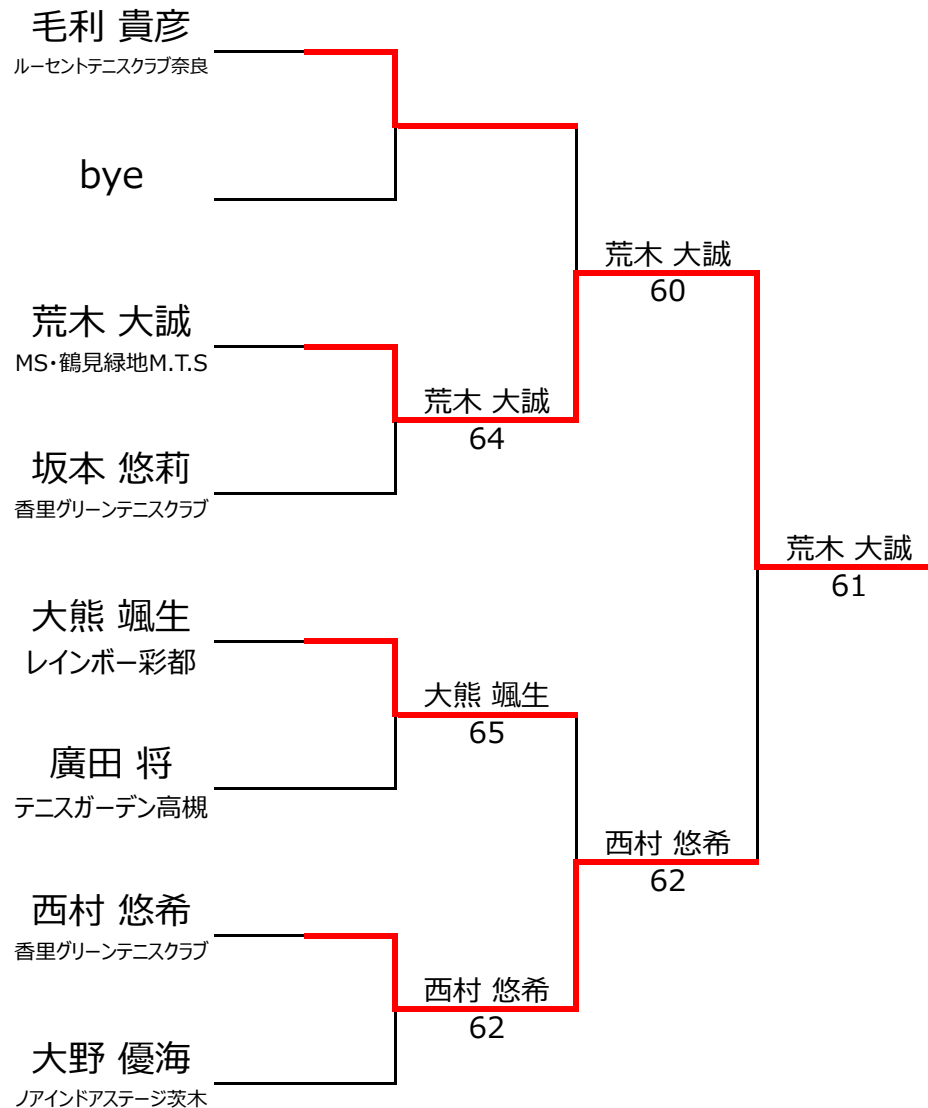 毛利 貴彦
ルーセントテニスクラブ奈良
bye
荒木 大誠
MS・鶴見緑地M.T.S
坂本 悠莉
香里グリーンテニスクラブ
大熊 颯生
レインボー彩都
廣田 将
テニスガーデン高槻
西村 悠希
香里グリーンテニスクラブ
大野 優海
ノアインドアステージ茨木
荒木 大誠
64
大熊 颯生
65
西村 悠希
62
荒木 大誠
60
西村 悠希
62
荒木 大誠
61